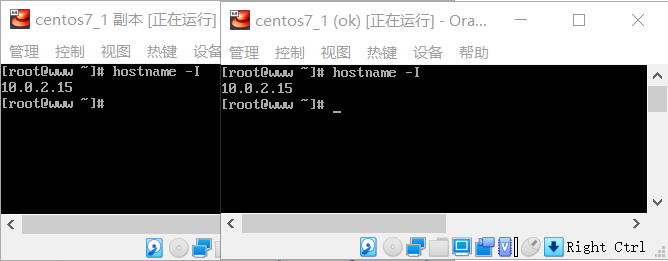 centos7_1 副本 [正在运行]
管理 控制 视图 热键 设备
[root@www ~]# hostname -I
10.0.2.15
[root@www ~]#
centos7_1 (ok) [正在运行] - Ora...
管理 控制 视图 热键 设备 帮助
[root@www ~]# hostname -I
10.0.2.15
[root@www ~]# _
Right Ctrl